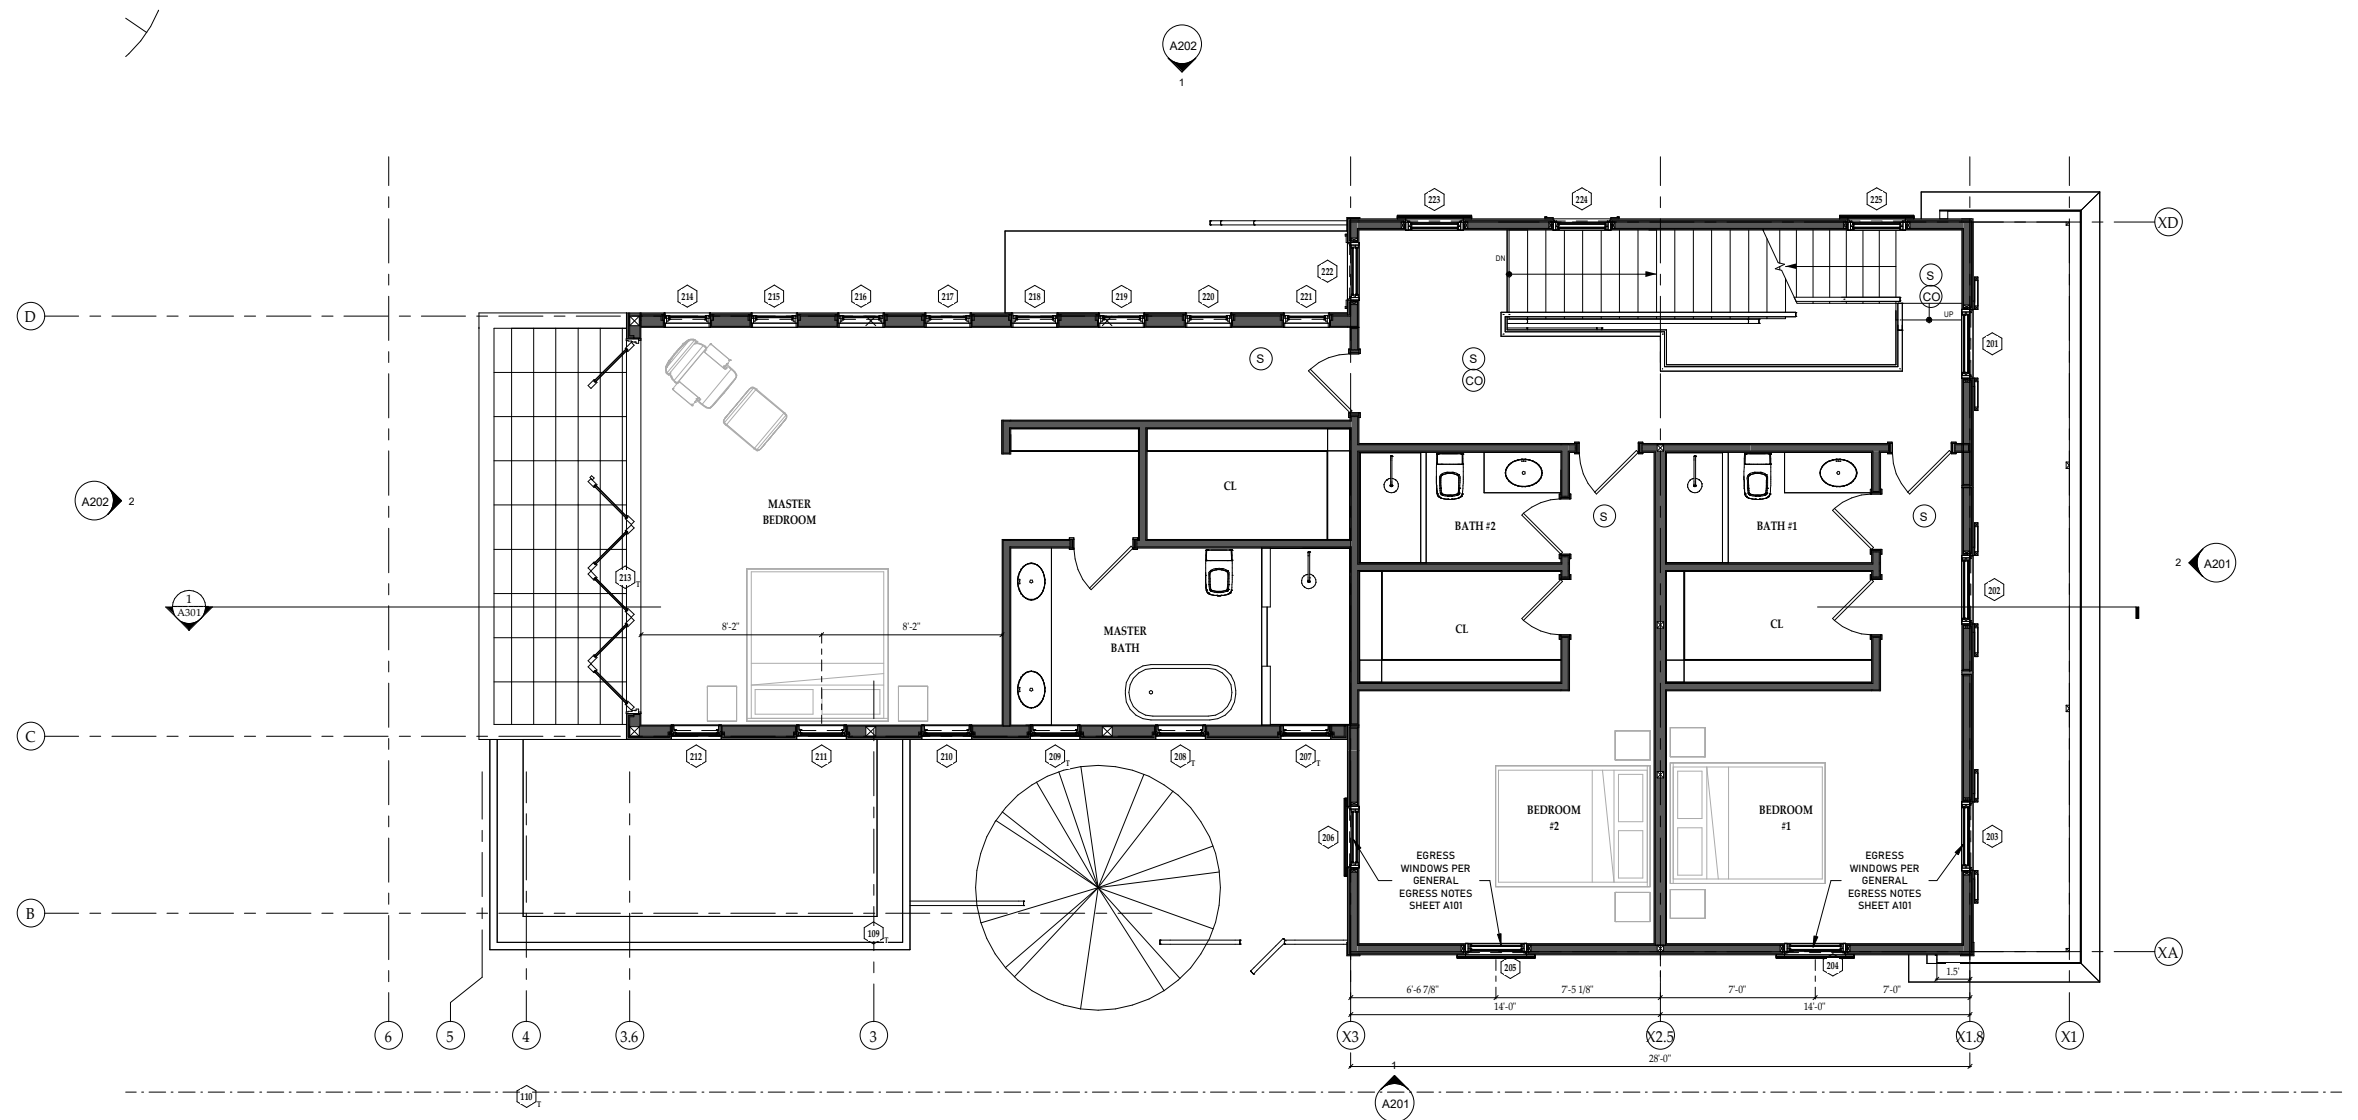 A202
1
223
224
225
XD
222
DN
S
CO
UP
214
215
216
217
218
219
220
221
D
201
S
S
CO
CL
MASTER
BEDROOM
BATH #2
S
BATH #1
S
A202
2
2
A201
213
T
202
1
A301
8'-2"
8'-2"
MASTER
BATH
CL
CL
C
212
211
210
209
T
208
T
207
T
206
BEDROOM
#2
BEDROOM
#1
203
EGRESS
WINDOWS PER
GENERAL
EGRESS NOTES
SHEET A101
EGRESS
WINDOWS PER
GENERAL
EGRESS NOTES
SHEET A101
B
109
T
XA
205
204
1.5'
6'-6 7/8"
7'-5 1/8"
7'-0"
7'-0"
14'-0"
14'-0"
6
5
4
3.6
3
X3
X2.5
X1.8
X1
28'-0"
1
A201
110
T